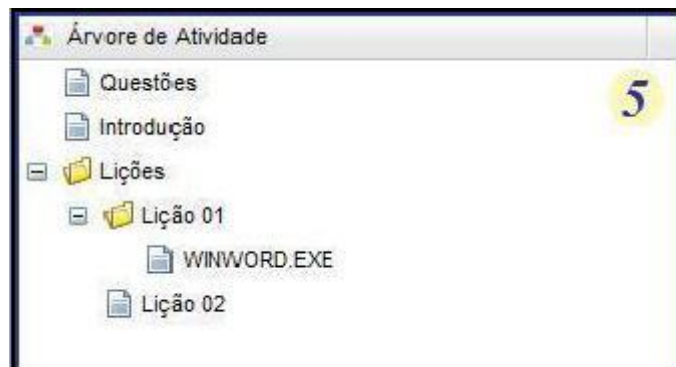 Árvore de Atividade
Questões
5
Introdução
Lições
Lição 01
WINWORD.EXE
Lição 02